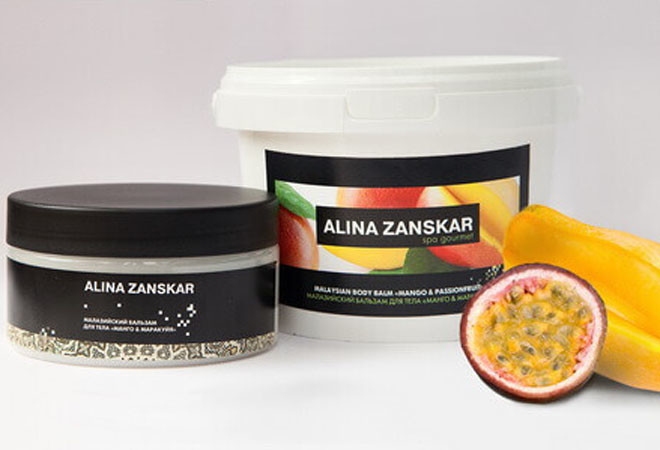 ALINA ZANSKAR
МАЛАЗИЙСКИЙ БАЛЬЗАМ
ДЛЯ ТЕЛА «МАНГО & МАРАКУЙЯ»
ALINA ZANSKAR
spa gourmet
MALAYSIAN BODY BALM «MANGO & PASSIONFRUIT
МАЛАЗИЙСКИЙ БАЛЬЗАМ ДЛЯ ТЕЛА «МАНГО &